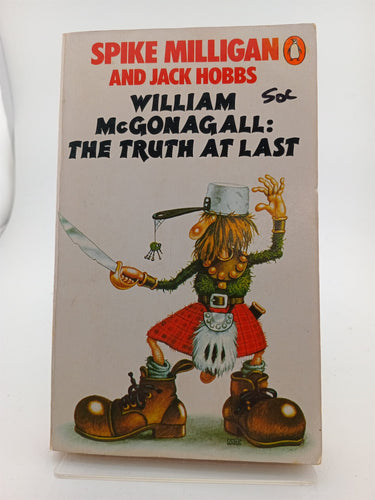 SPIKE MILLIGAN
AND JACK HOBBS
WILLIAM
McGONAGALL:
THE TRUTH AT LAST